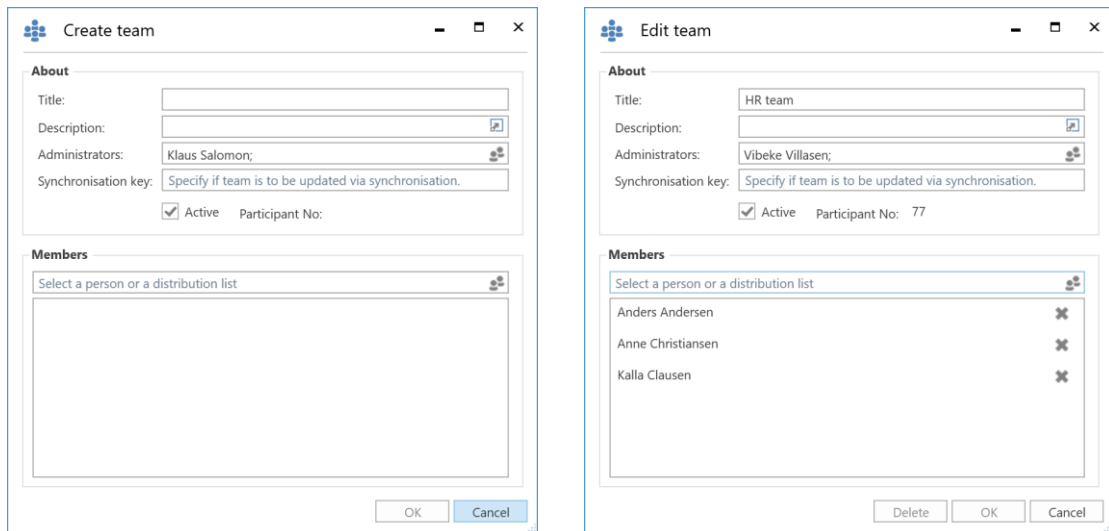 Create team
About
Title:
Description:
Administrators: Klaus Salomon;
Synchronisation key: Specify if team is to be updated via synchronisation.
Active Participant No:
Members
Select a person or a distribution list
OK Cancel
Edit team
About
Title: HR team
Description:
Administrators: Vibeke Villasen;
Synchronisation key: Specify if team is to be updated via synchronisation.
Active Participant No: 77
Members
Select a person or a distribution list
Anders Andersen
Anne Christiansen
Kalla Clausen
Delete OK Cancel